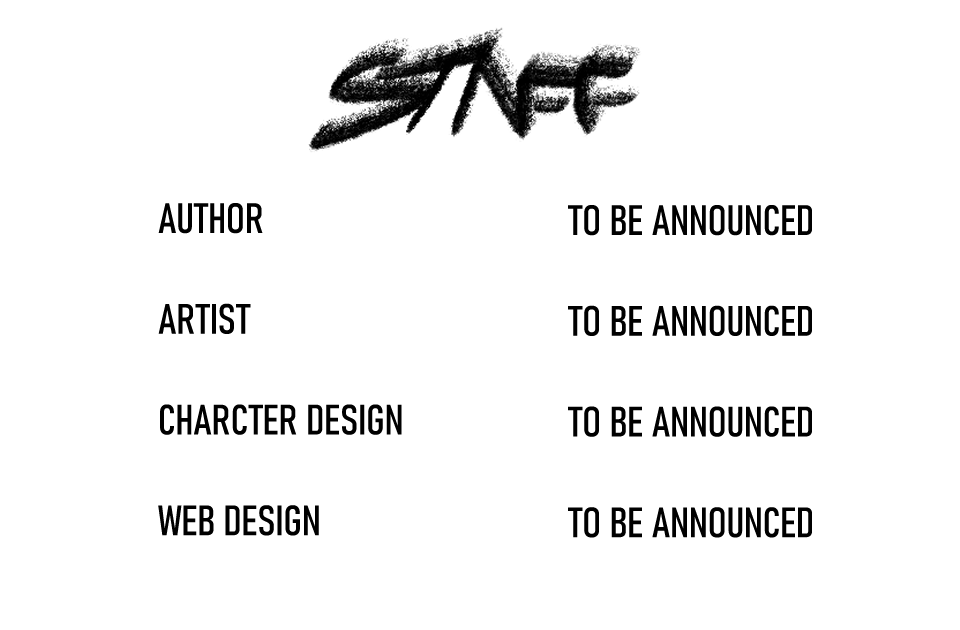 STAFF
AUTHOR TO BE ANNOUNCED
ARTIST TO BE ANNOUNCED
CHARCTER DESIGN TO BE ANNOUNCED
WEB DESIGN TO BE ANNOUNCED